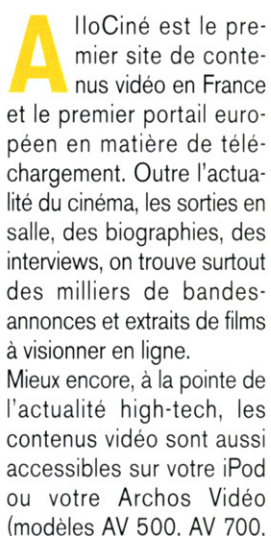 AlloCiné est le pre-
mier site de conte-
nus vidéo en France
et le premier portail euro-
péen en matière de télé-
chargement. Outre l'actua-
lité du cinéma, les sorties en
salle, des biographies, des
interviews, on trouve surtout
des milliers de bandes-
annonces et extraits de films
à visionner en ligne.
Mieux encore, à la pointe de
l'actualité high-tech, les
contenus vidéo sont aussi
accessibles sur votre iPod
ou votre Archos Vidéo
(modèles AV 500, AV 700,